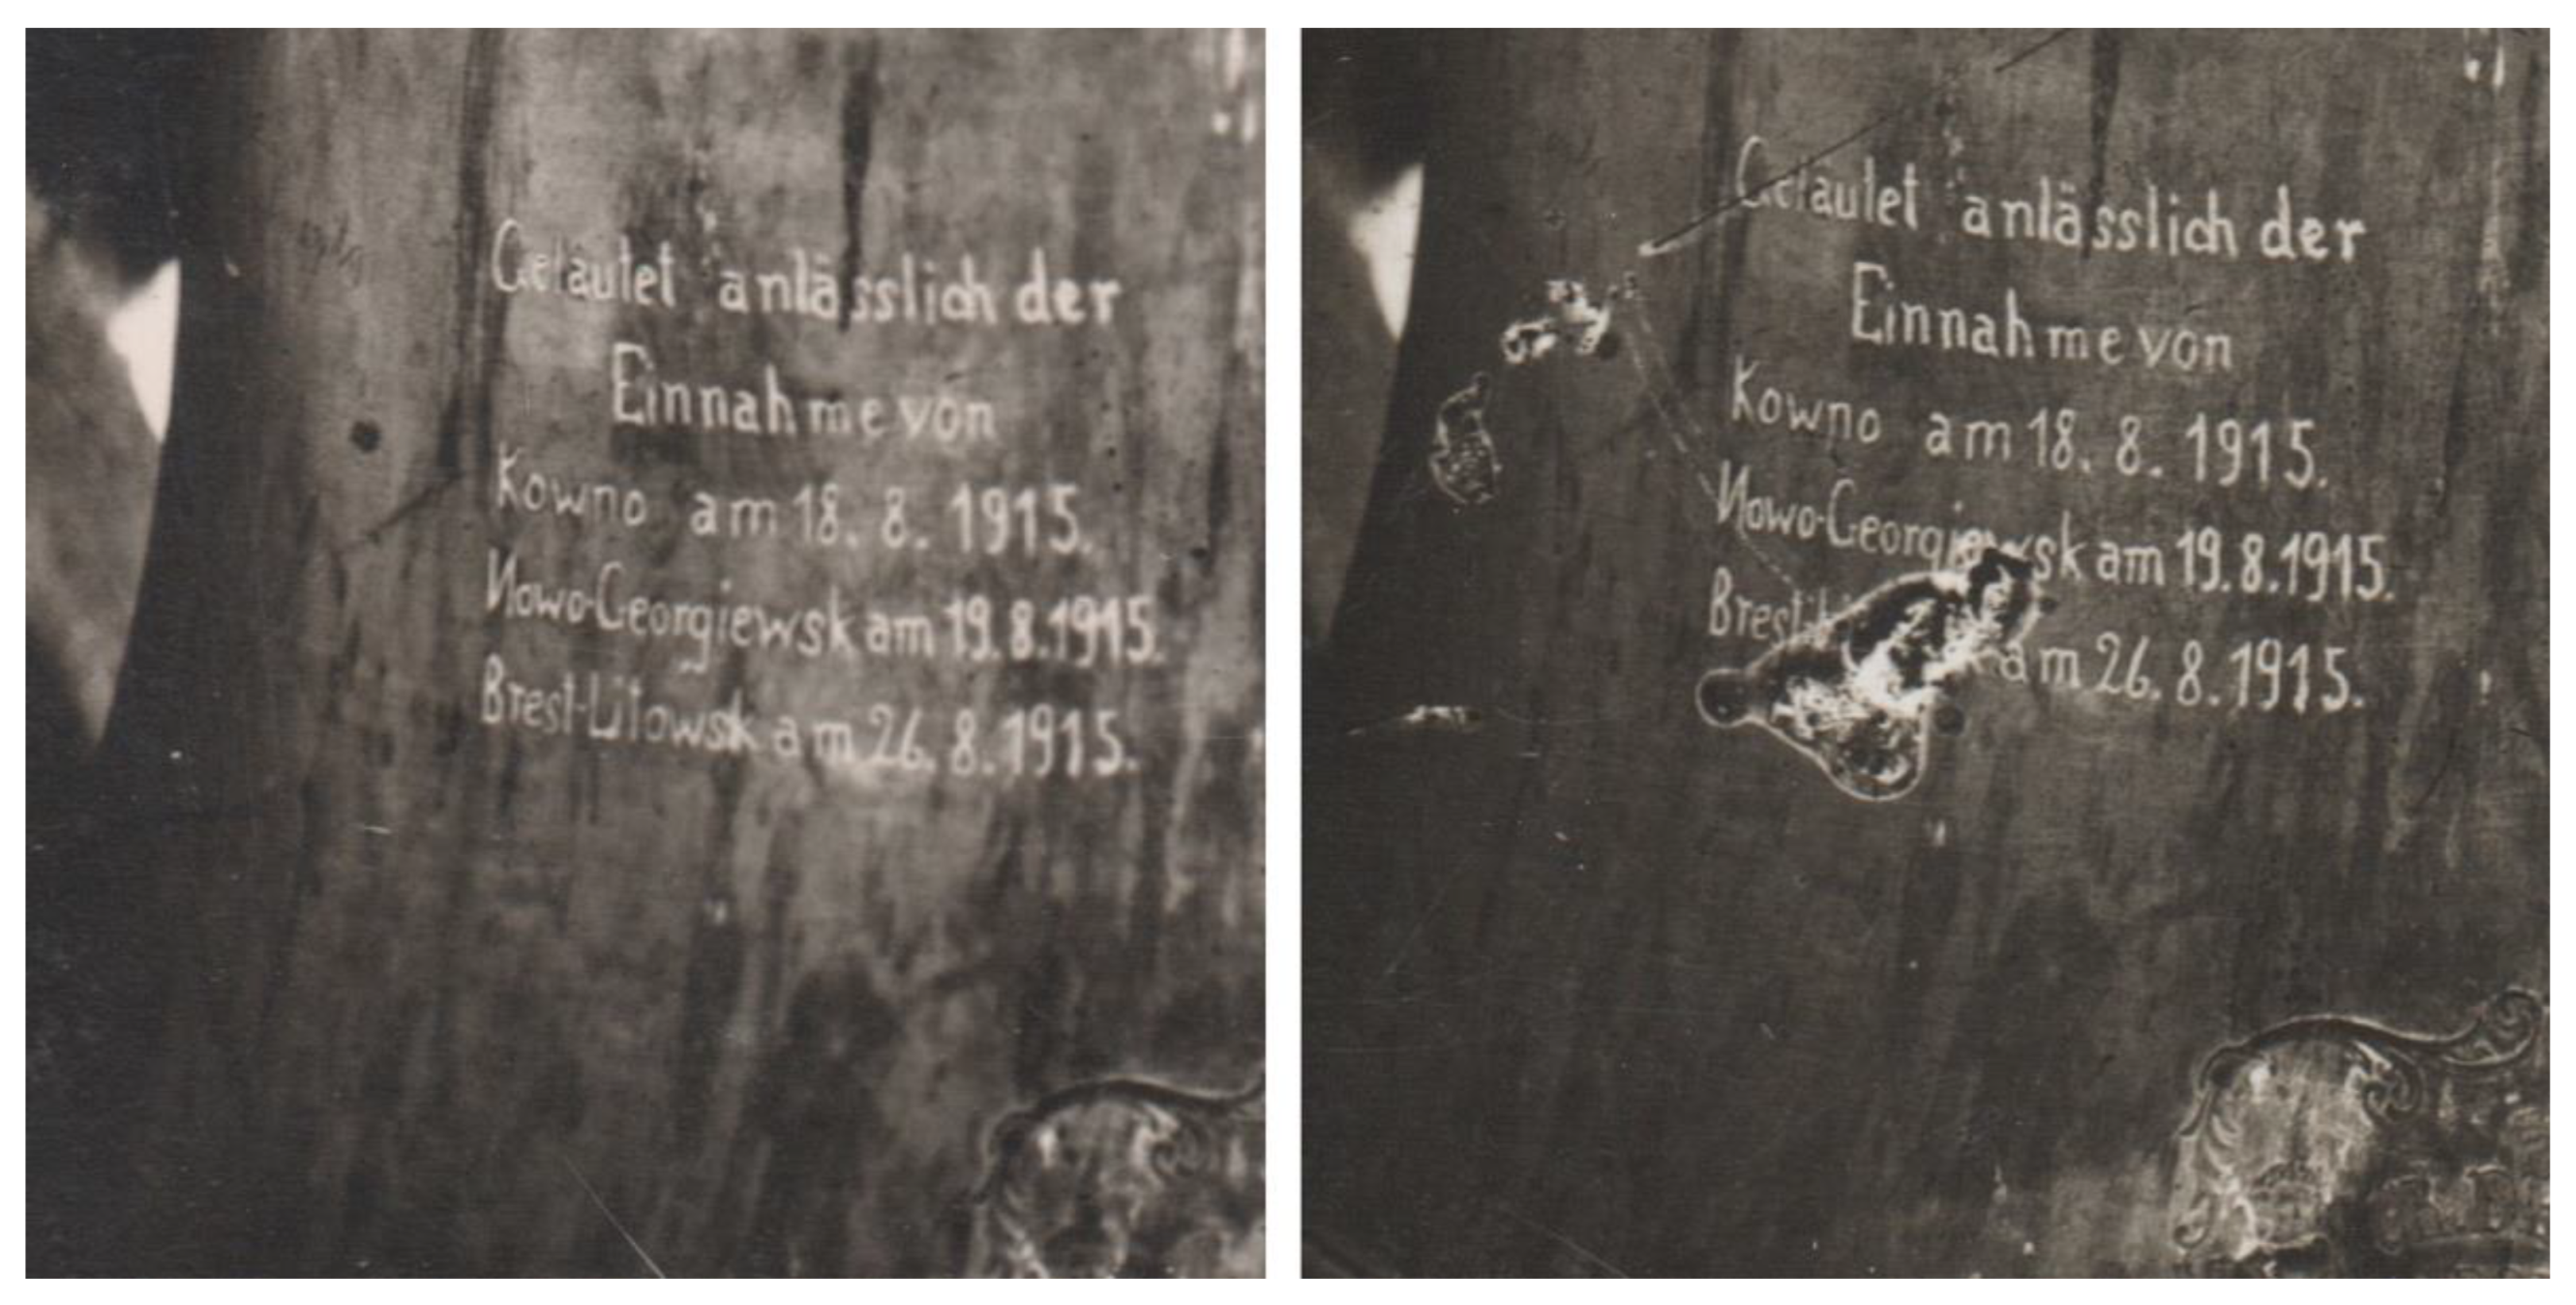 Geläutet anlässlich der
Einnahme von
Kowno am 18. 8. 1915.
Nowo-Georgiewsk am 19.8.1915.
Brest-Litowsk am 26.8.1915.
Geläutet anlässlich der
Einnahme von
Kowno am 18. 8. 1915.
Nowo-Georgiewsk am 19.8.1915.
am 26.8.1915.